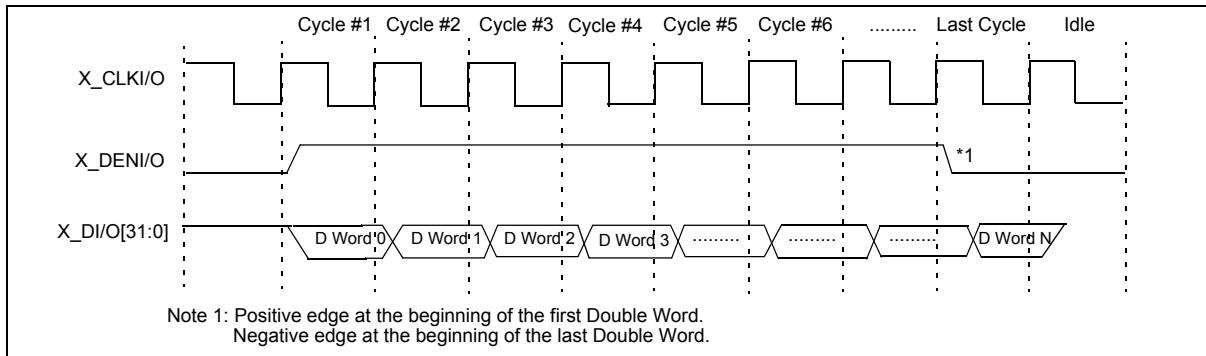 Cycle #1 Cycle #2 Cycle #3 Cycle #4 Cycle #5 Cycle #6 ......... Last Cycle Idle
X_CLKI/O
X_DENI/O *1
X_DI/O[31:0] D Word 0 D Word 1 D Word 2 D Word 3 ......... ......... ......... D Word N
Note 1: Positive edge at the beginning of the first Double Word.
Negative edge at the beginning of the last Double Word.